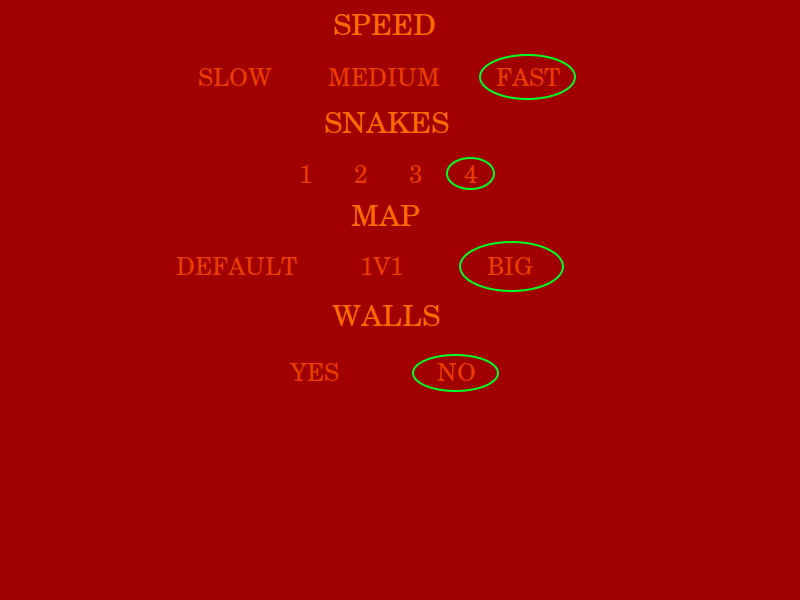 SPEED
SLOW MEDIUM FAST
SNAKES
1 2 3 4
MAP
DEFAULT 1V1 BIG
WALLS
YES NO